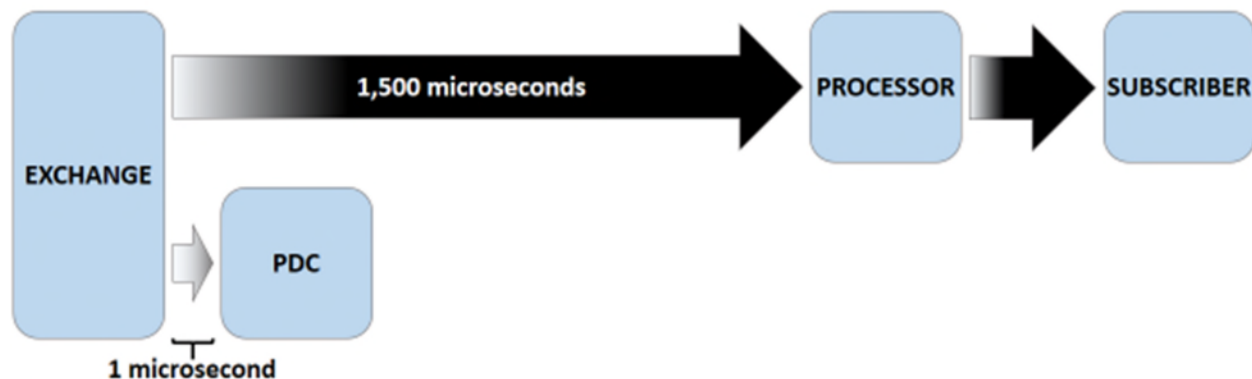 1,500 microseconds
PROCESSOR
SUBSCRIBER
EXCHANGE
PDC
1 microsecond